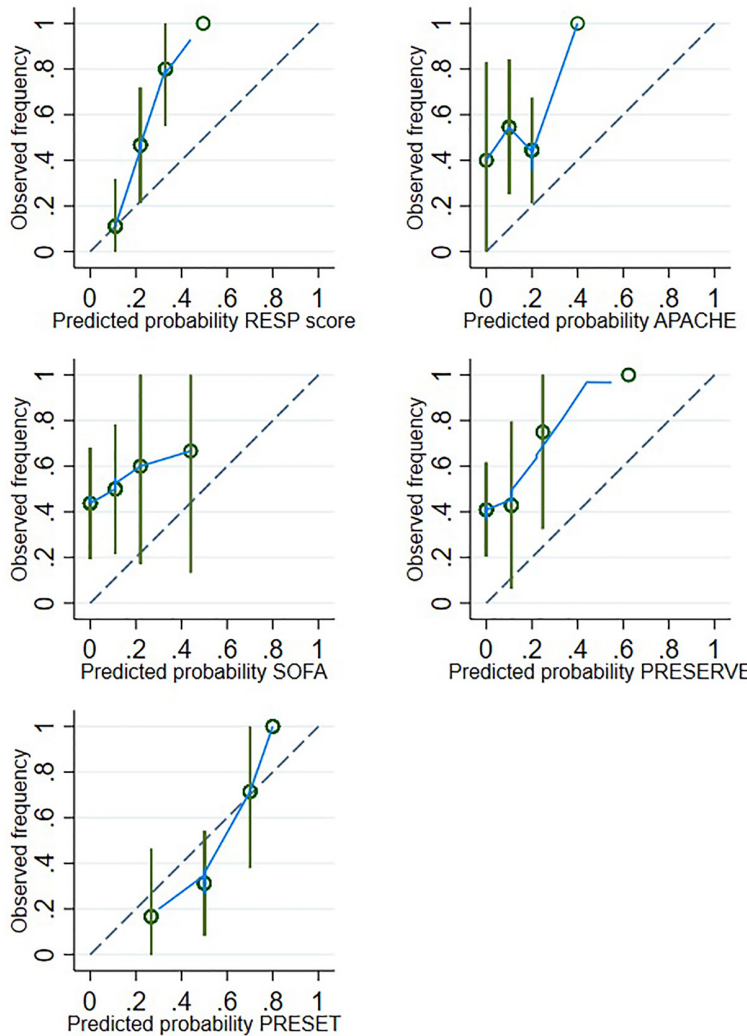 Observed frequency
1
.8
.6
.4
.2
0
0 .2 .4 .6 .8 1
Predicted probability RESP score
Observed frequency
1
.8
.6
.4
.2
0
0 .2 .4 .6 .8 1
Predicted probability APACHE
Observed frequency
1
.8
.6
.4
.2
0
0 .2 .4 .6 .8 1
Predicted probability SOFA
Observed frequency
1
.8
.6
.4
.2
0
0 .2 .4 .6 .8 1
Predicted probability PRESERVE
Observed frequency
1
.8
.6
.4
.2
0
0 .2 .4 .6 .8 1
Predicted probability PRESET